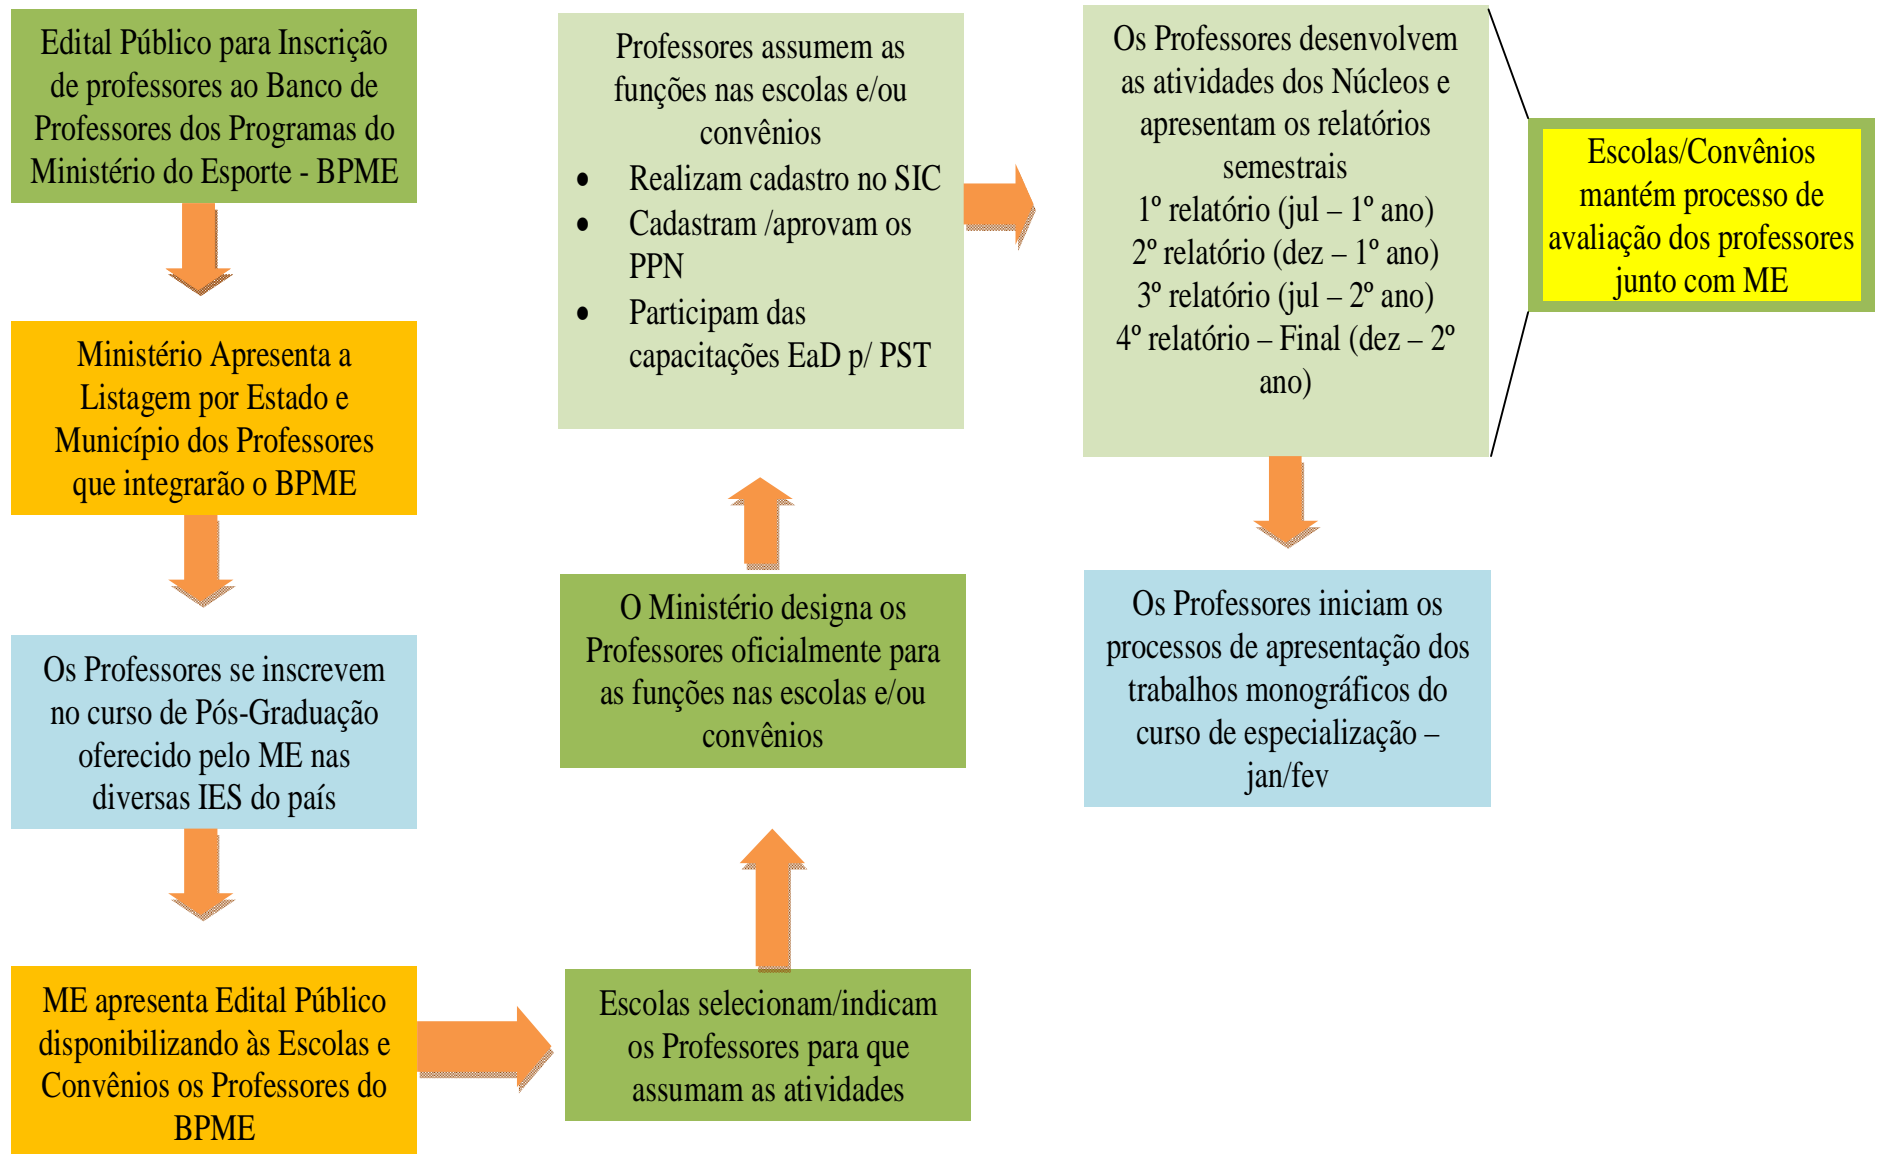 Edital Público para Inscrição
de professores ao Banco de
Professores dos Programas do
Ministério do Esporte - BPME
Ministério Apresenta a
Listagem por Estado e
Município dos Professores
que integrarão o BPME
Os Professores se inscrevem
no curso de Pós-Graduação
oferecido pelo ME nas
diversas IES do país
ME apresenta Edital Público
disponibilizando às Escolas e
Convênios os Professores do
BPME
Escolas selecionam/indicam
os Professores para que
assumam as atividades
O Ministério designa os
Professores oficialmente para
as funções nas escolas e/ou
convênios
Professores assumem as
funções nas escolas e/ou
convênios
• Realizam cadastro no SIC
• Cadastram /aprovam os
PPN
• Participam das
capacitações EaD p/ PST
Os Professores desenvolvem
as atividades dos Núcleos e
apresentam os relatórios
semestrais
1º relatório (jul – 1º ano)
2º relatório (dez – 1º ano)
3º relatório (jul – 2º ano)
4º relatório – Final (dez – 2º
ano)
Escolas/Convênios
mantém processo de
avaliação dos professores
junto com ME
Os Professores iniciam os
processos de apresentação dos
trabalhos monográficos do
curso de especialização –
jan/fev